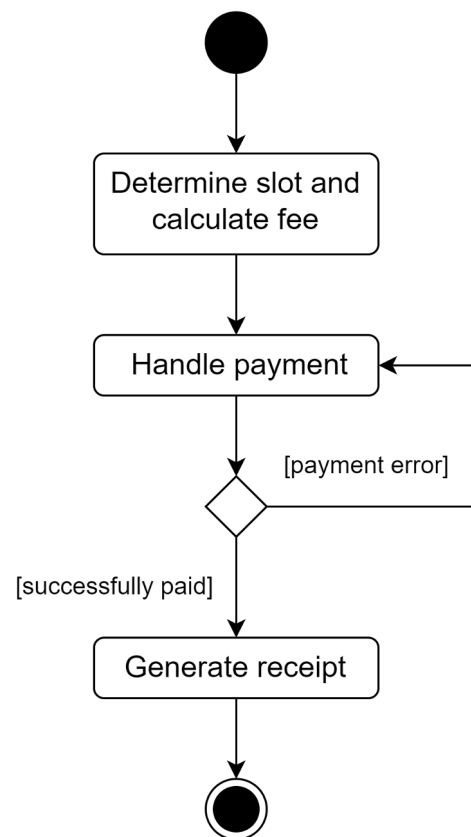 Determine slot and
calculate fee
Handle payment
[payment error]
[successfully paid]
Generate receipt